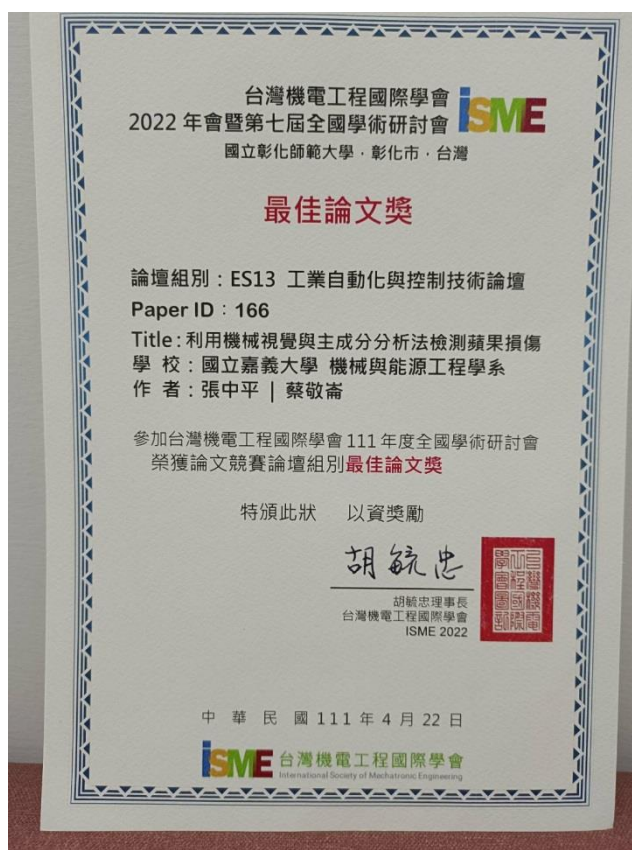 台灣機電工程國際學會 iSME
2022 年會暨第七屆全國學術研討會
國立彰化師範大學．彰化市．台灣
最佳論文獎
論壇組別：ES13 工業自動化與控制技術論壇
Paper ID：166
Title：利用機械視覺與主成分分析法檢測蘋果損傷
學 校：國立嘉義大學 機械與能源工程學系
作 者：張中平 | 蔡敬崙
參加台灣機電工程國際學會 111 年度全國學術研討會
榮獲論文競賽論壇組別最佳論文獎
特頒此狀 以資獎勵
胡毓忠
胡毓忠理事長
台灣機電工程國際學會
ISME 2022
中 華 民 國 111 年 4 月 22 日
iSME 台灣機電工程國際學會
International Society of Mechatronic Engineering